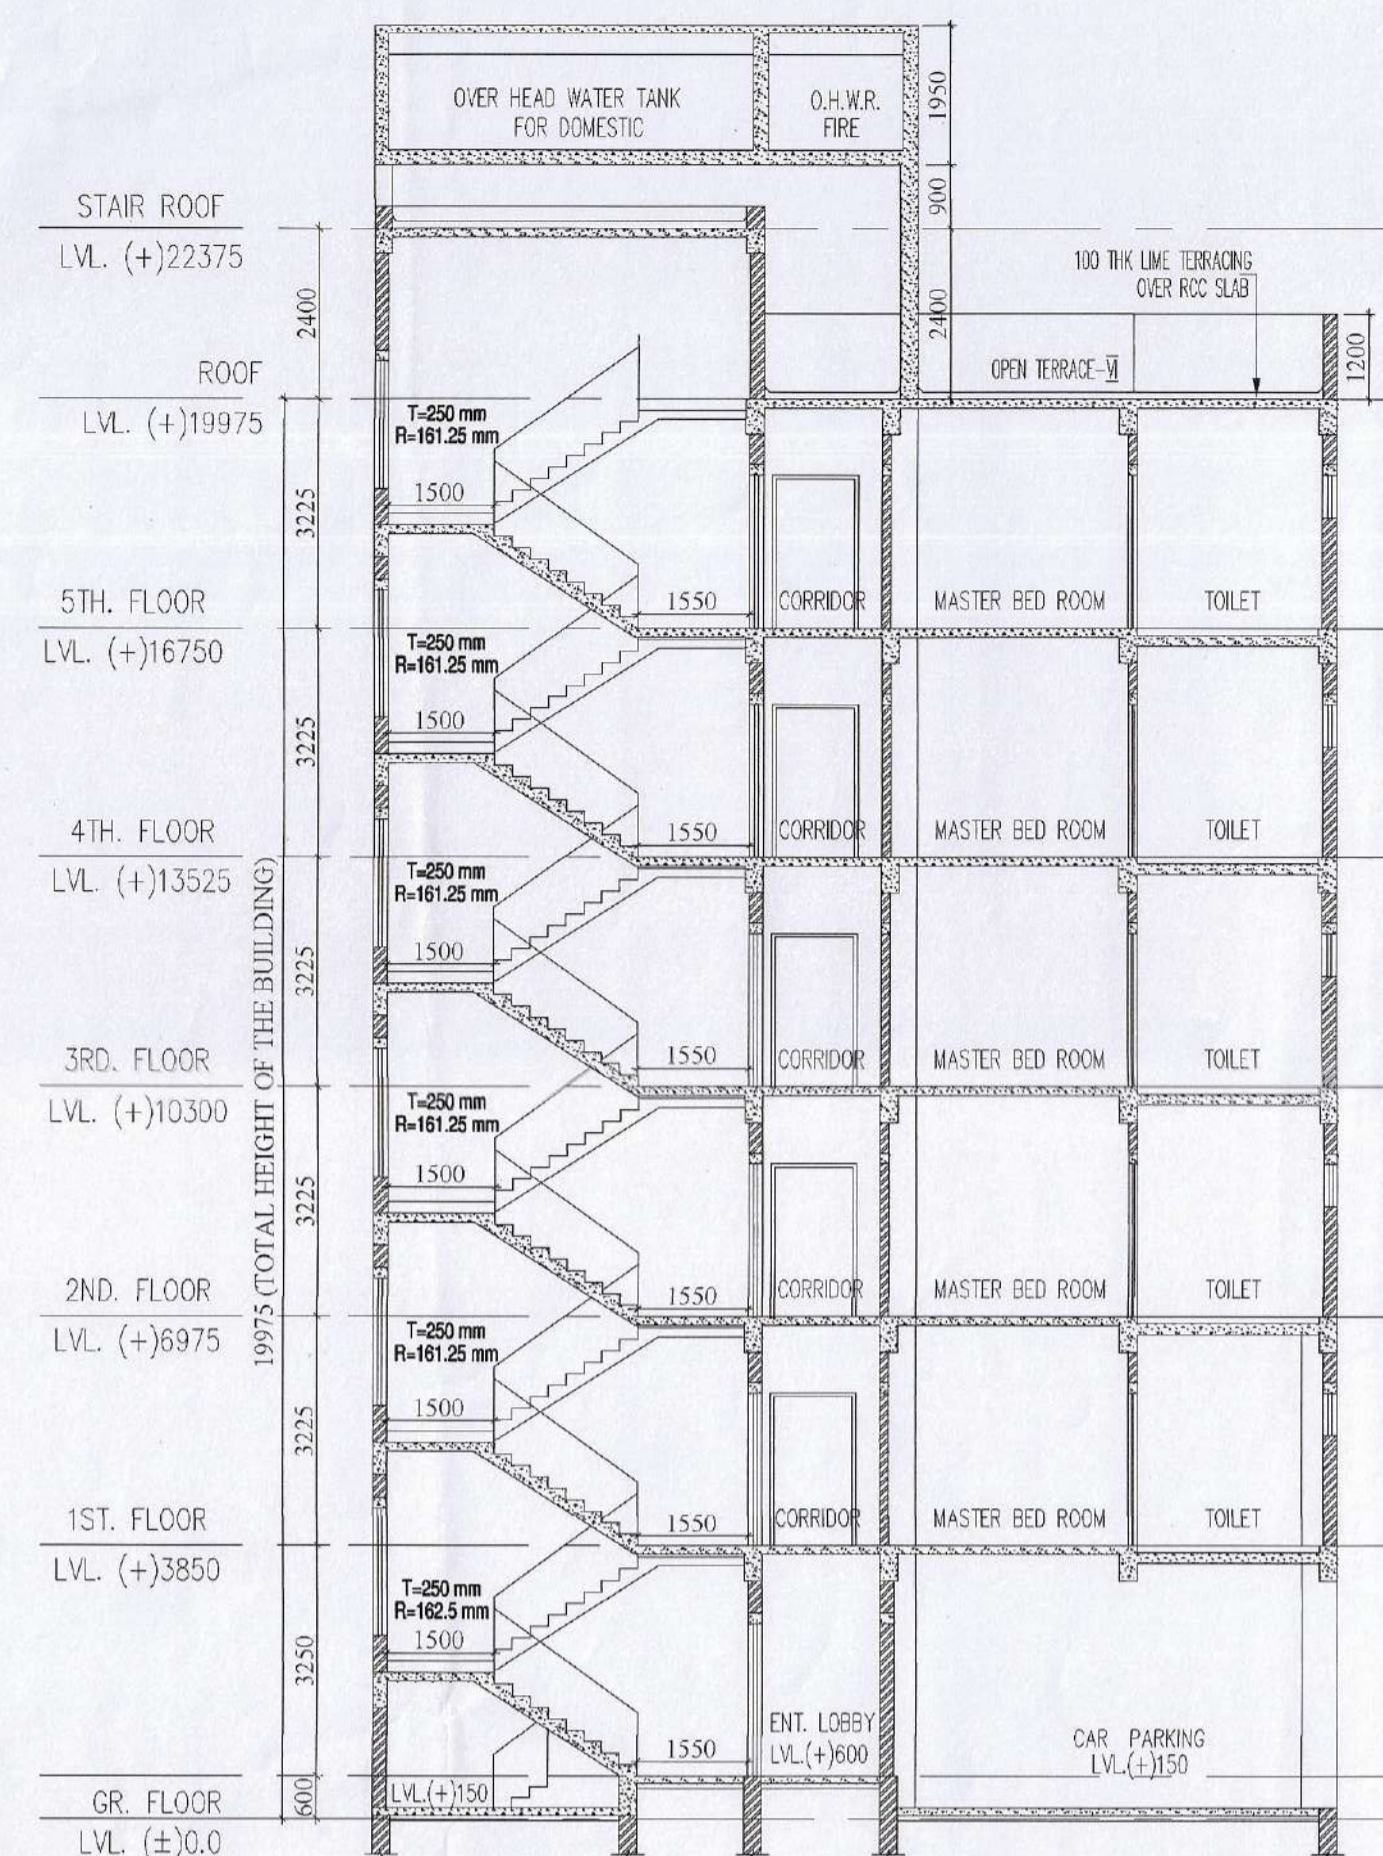 OVER HEAD WATER TANK
FOR DOMESTIC
O.H.W.R.
FIRE
1950
900
STAIR ROOF
LVL. (+)22375
100 THK LIME TERRACING
OVER RCC SLAB
2400
2400
1200
OPEN TERRACE-VI
ROOF
LVL. (+)19975
T=250 mm
R=161.25 mm
1500
3225
5TH. FLOOR
1550
CORRIDOR
MASTER BED ROOM
TOILET
LVL. (+)16750
T=250 mm
R=161.25 mm
1500
3225
4TH. FLOOR
1550
CORRIDOR
MASTER BED ROOM
TOILET
LVL. (+)13525
T=250 mm
R=161.25 mm
1500
3225
19975 (TOTAL HEIGHT OF THE BUILDING)
3RD. FLOOR
1550
CORRIDOR
MASTER BED ROOM
TOILET
LVL. (+)10300
T=250 mm
R=161.25 mm
1500
3225
2ND. FLOOR
1550
CORRIDOR
MASTER BED ROOM
TOILET
LVL. (+)6975
T=250 mm
R=161.25 mm
1500
3225
1ST. FLOOR
1550
CORRIDOR
MASTER BED ROOM
TOILET
LVL. (+)3850
T=250 mm
R=162.5 mm
1500
3250
ENT. LOBBY
LVL.(+)600
CAR PARKING
LVL.(+)150
1550
600
LVL.(+)150
GR. FLOOR
LVL. (±)0.0